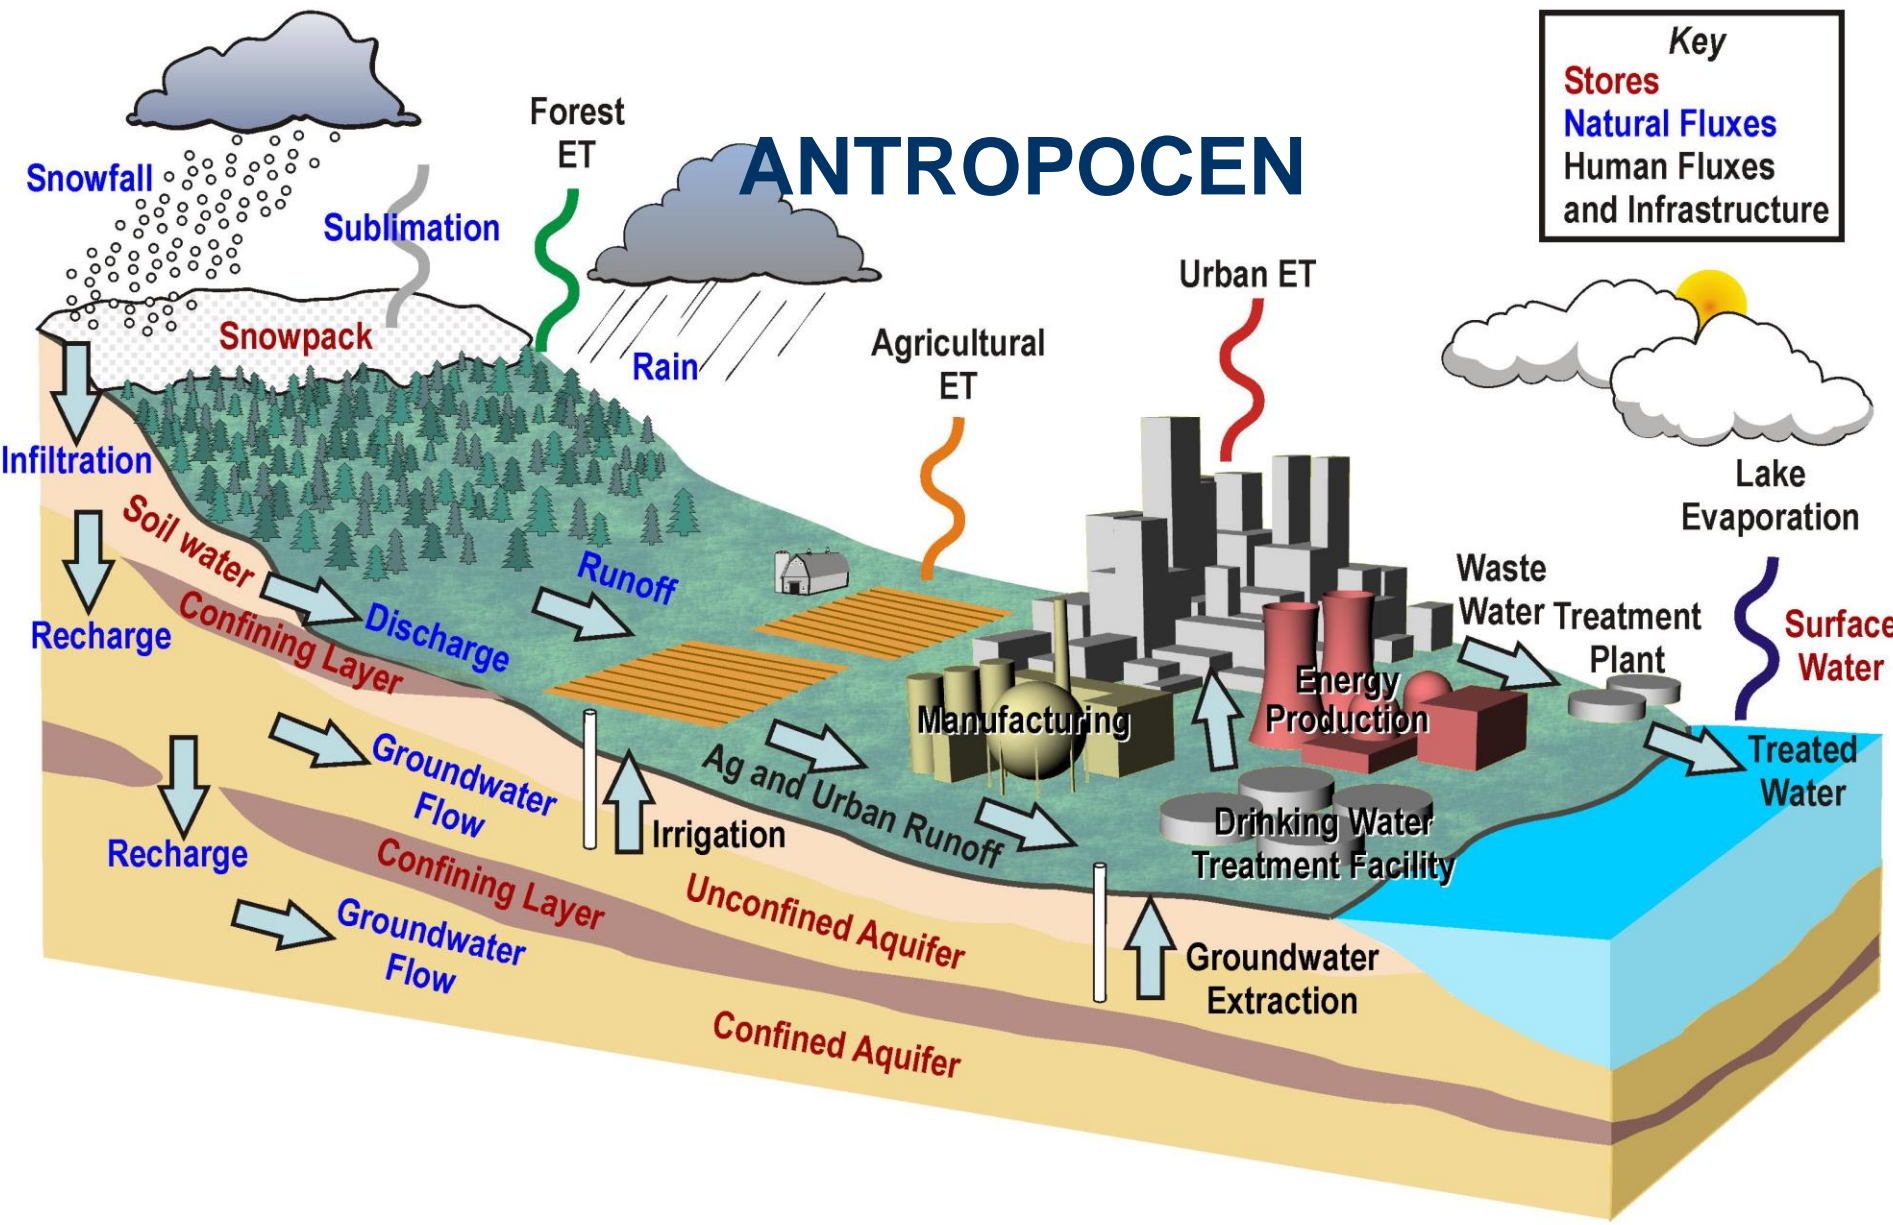 ANTROPOCEN
Key
Stores
Natural Fluxes
Human Fluxes
and Infrastructure
Snowfall
Sublimation
Forest
ET
Rain
Snowpack
Agricultural
ET
Urban ET
Lake
Evaporation
Infiltration
Soil water
Recharge
Confining Layer
Discharge
Runoff
Waste
Water
Treatment
Plant
Surface
Water
Manufacturing
Energy
Production
Treated
Water
Groundwater
Flow
Irrigation
Ag and Urban Runoff
Drinking Water
Treatment Facility
Recharge
Confining Layer
Unconfined Aquifer
Groundwater
Flow
Groundwater
Extraction
Confined Aquifer